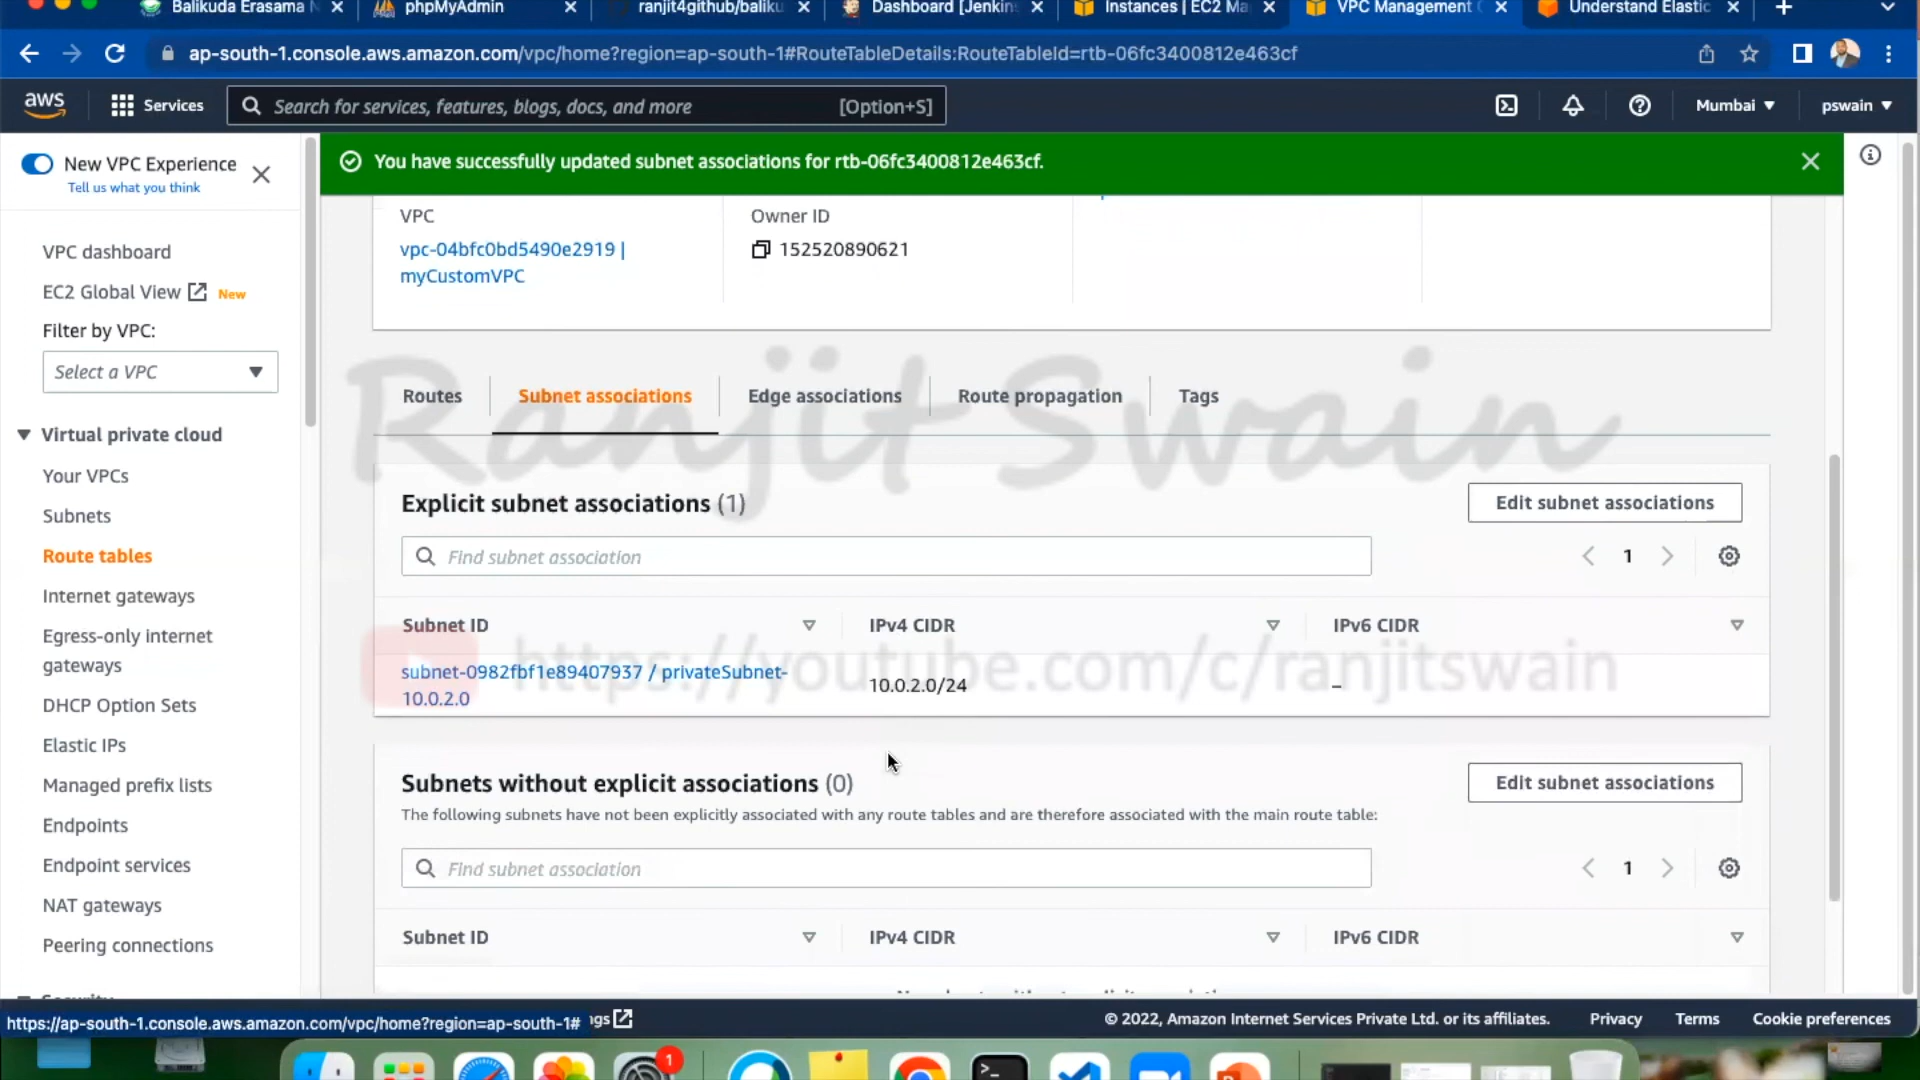 Balikuda Erasama
phpMyAdmin
ranjit4github/baliku
Dashboard [Jenkins
Instances | EC2 Ma
VPC Management
Understand Elastic
ap-south-1.console.aws.amazon.com/vpc/home?region=ap-south-1#RouteTableDetails:RouteTableId=rtb-06fc3400812e463cf
aws
Services
Search for services, features, blogs, docs, and more
[Option+S]
Mumbai
pswain
New VPC Experience
Tell us what you think
You have successfully updated subnet associations for rtb-06fc3400812e463cf.
VPC dashboard
EC2 Global View New
Filter by VPC:
Select a VPC
Virtual private cloud
Your VPCs
Subnets
Route tables
Internet gateways
Egress-only internet
gateways
DHCP Option Sets
Elastic IPs
Managed prefix lists
Endpoints
Endpoint services
NAT gateways
Peering connections
Security
VPC
vpc-04bfc0bd5490e2919 |
myCustomVPC
Owner ID
152520890621
Ranjit Swain
Routes
Subnet associations
Edge associations
Route propagation
Tags
Explicit subnet associations (1)
Edit subnet associations
Find subnet association
1
Subnet ID
IPv4 CIDR
IPv6 CIDR
https://youtube.com/c/ranjitswain
subnet-0982fbf1e89407937 / privateSubnet-
10.0.2.0
10.0.2.0/24
–
Subnets without explicit associations (0)
Edit subnet associations
The following subnets have not been explicitly associated with any route tables and are therefore associated with the main route table:
Find subnet association
1
Subnet ID
IPv4 CIDR
IPv6 CIDR
https://ap-south-1.console.aws.amazon.com/vpc/home?region=ap-south-1#
© 2022, Amazon Internet Services Private Ltd. or its affiliates.
Privacy
Terms
Cookie preferences
1